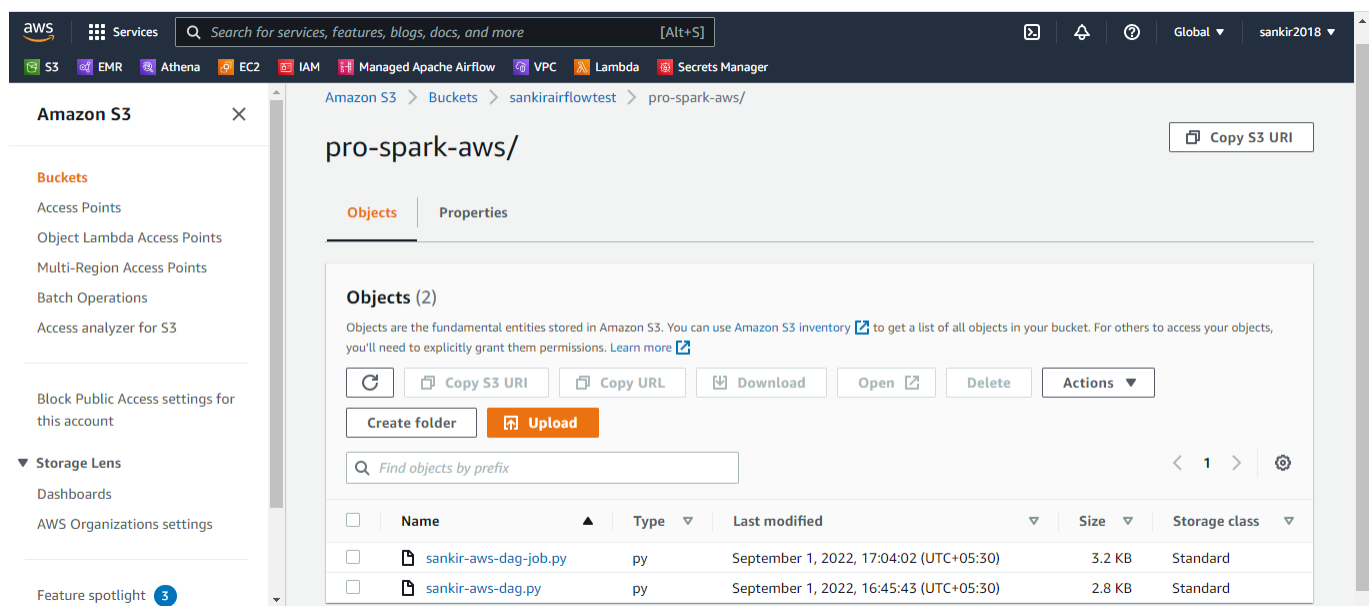 aws Services Search for services, features, blogs, docs, and more [Alt+S] Global ▼ sankir2018 ▼
S3 EMR Athena EC2 IAM Managed Apache Airflow VPC Lambda Secrets Manager
Amazon S3
Buckets
Access Points
Object Lambda Access Points
Multi-Region Access Points
Batch Operations
Access analyzer for S3
Block Public Access settings for
this account
▼ Storage Lens
Dashboards
AWS Organizations settings
Feature spotlight 3
Amazon S3 > Buckets > sankirairflowtest > pro-spark-aws/
pro-spark-aws/
Copy S3 URI
Objects Properties
Objects (2)
Objects are the fundamental entities stored in Amazon S3. You can use Amazon S3 inventory to get a list of all objects in your bucket. For others to access your objects,
you'll need to explicitly grant them permissions. Learn more
Copy S3 URI Copy URL Download Open Delete Actions ▼
Create folder Upload
Find objects by prefix
< 1 >
Name ▲ Type ▽ Last modified ▽ Size ▽ Storage class ▽
sankir-aws-dag-job.py py September 1, 2022, 17:04:02 (UTC+05:30) 3.2 KB Standard
sankir-aws-dag.py py September 1, 2022, 16:45:43 (UTC+05:30) 2.8 KB Standard